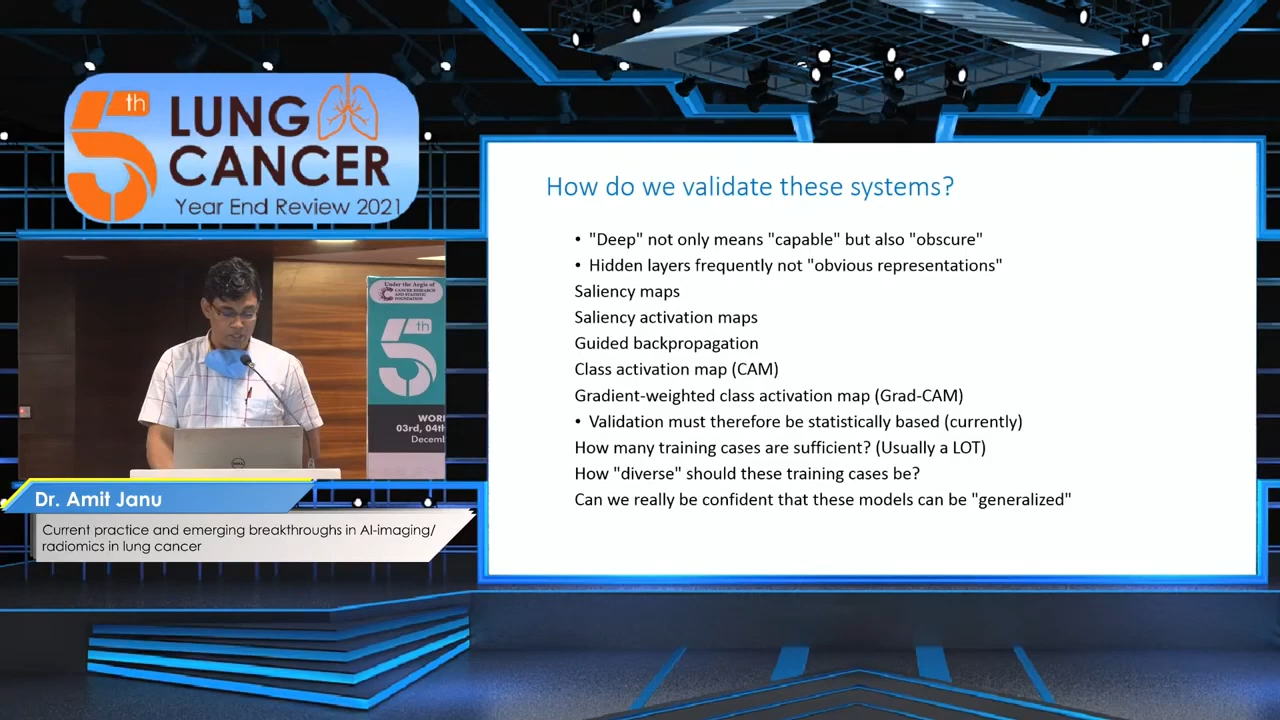 5th
LUNG
CANCER
Year End Review 2021
How do we validate these systems?
• "Deep" not only means "capable" but also "obscure"
• Hidden layers frequently not "obvious representations"
Saliency maps
Saliency activation maps
Guided backpropagation
Class activation map (CAM)
Gradient-weighted class activation map (Grad-CAM)
• Validation must therefore be statistically based (currently)
How many training cases are sufficient? (Usually a LOT)
How "diverse" should these training cases be?
Can we really be confident that these models can be "generalized"
Under the Aegis of
CANCER RESEARCH
AND STATISTIC
FOUNDATION
5th
WOR
03rd, 04th
Decemb
DELL
Dr. Amit Janu
Current practice and emerging breakthroughs in AI-imaging/
radiomics in lung cancer